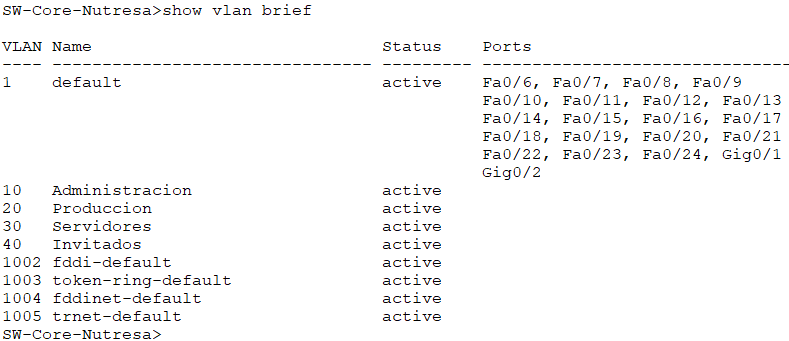 SW-Core-Nutresa>show vlan brief
VLAN Name                             Status    Ports
---- -------------------------------- --------- -------------------------------
1    default                          active    Fa0/6, Fa0/7, Fa0/8, Fa0/9
                                                Fa0/10, Fa0/11, Fa0/12, Fa0/13
                                                Fa0/14, Fa0/15, Fa0/16, Fa0/17
                                                Fa0/18, Fa0/19, Fa0/20, Fa0/21
                                                Fa0/22, Fa0/23, Fa0/24, Gig0/1
                                                Gig0/2
10   Administracion                   active
20   Produccion                       active
30   Servidores                       active
40   Invitados                        active
1002 fddi-default                     active
1003 token-ring-default               active
1004 fddinet-default                  active
1005 trnet-default                    active
SW-Core-Nutresa>